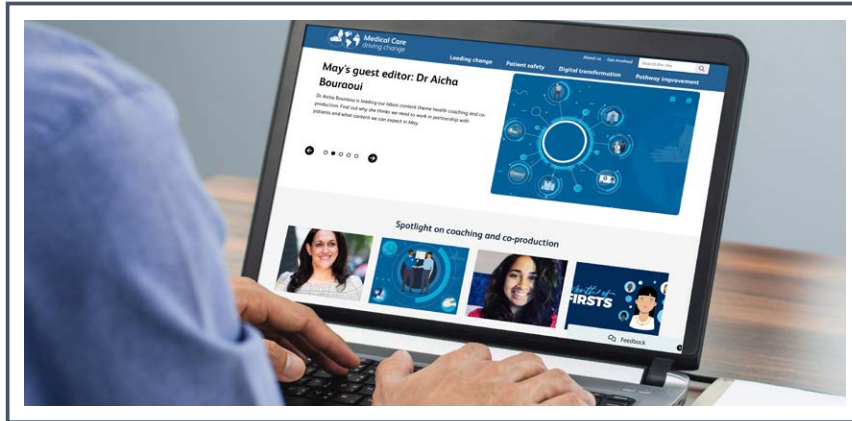 Medical Care
driving change
About us Get involved
Search the site
Leading change Patient safety Digital transformation Pathway improvement
May's guest editor: Dr Aicha
Bouraoui
Dr Aicha Bouraoui is leading our latest content theme health coaching and co-
production. Find out why she thinks we need to work in partnership with
patients and what content we can expect in May.
Spotlight on coaching and co-production
FIRSTS
Feedback